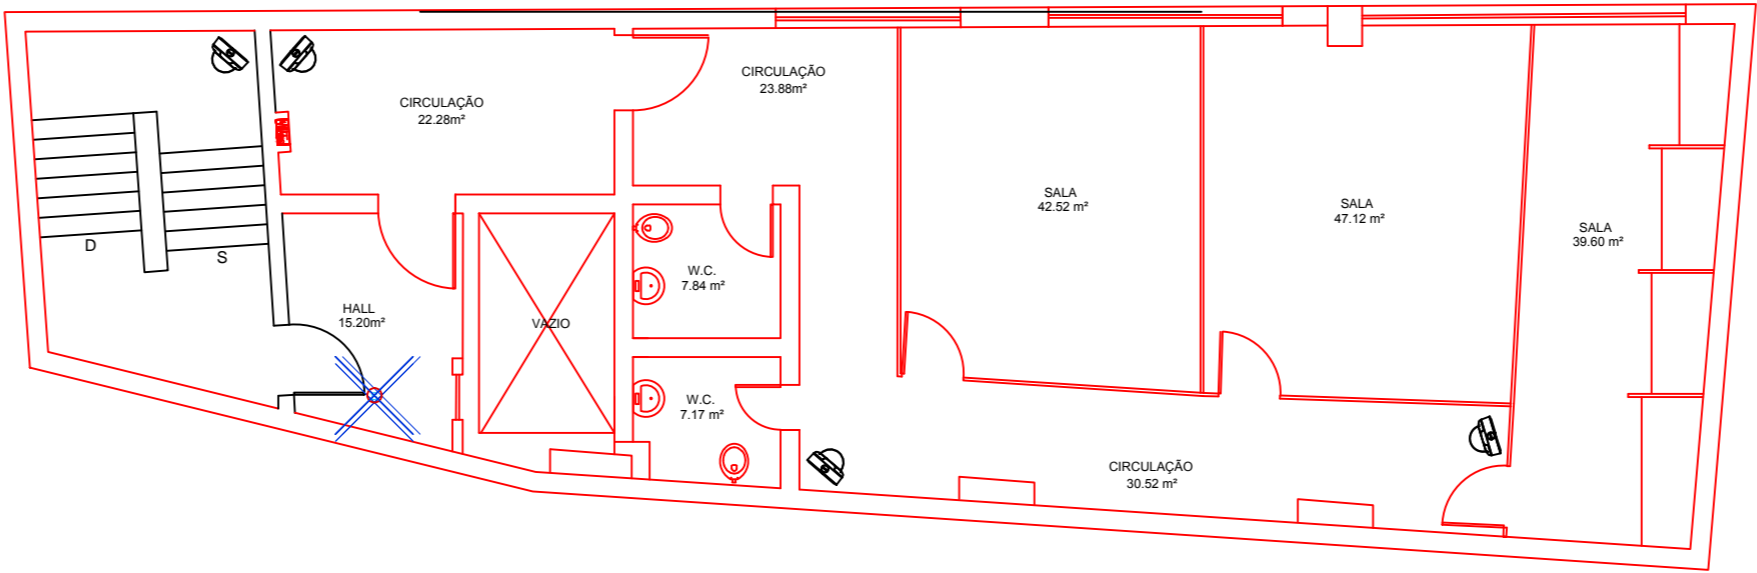 CIRCULAÇÃO
22.28m²
CIRCULAÇÃO
23.88m²
SALA
42.52 m²
SALA
47.12 m²
SALA
39.60 m²
D
S
HALL
15.20m²
VAZIO
W.C.
7.84 m²
W.C.
7.17 m²
CIRCULAÇÃO
30.52 m²